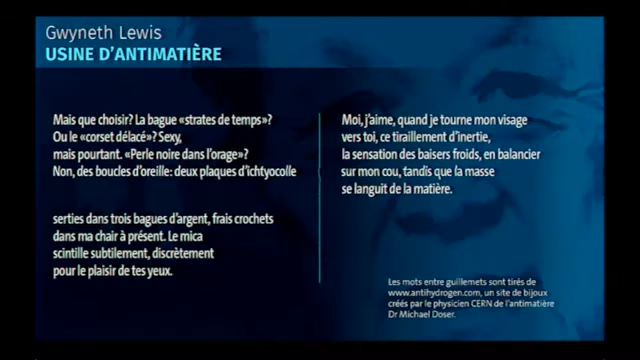 Gwyneth Lewis
USINE D'ANTIMATIÈRE
Mais que choisir? La bague «strates de temps»?
Ou le «corset délacé»? Sexy,
mais pourtant. «Perle noire dans l'orage»?
Non, des boucles d'oreille: deux plaques d'ichtyocolle
serties dans trois bagues d'argent, frais crochets
dans ma chair à présent. Le mica
scintille subtilement, discrètement
pour le plaisir de tes yeux.
Moi, j'aime, quand je tourne mon visage
vers toi, ce tiraillement d'inertie,
la sensation des baisers froids, en balancier
sur mon cou, tandis que la masse
se languit de la matière.
Les mots entre guillemets sont tirés de
www.antihydrogen.com, un site de bijoux
créés par le physicien CERN de l'antimatière
Dr Michael Doser.